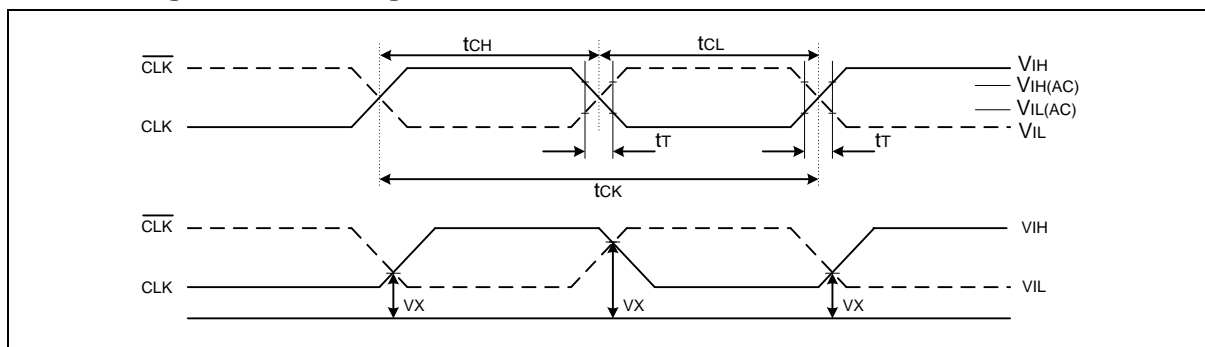 tCH tCL
CLK VIH
VIH(AC)
VIL(AC)
CLK VIL
tT tT
tCK
CLK VIH
CLK VIL
VX VX VX